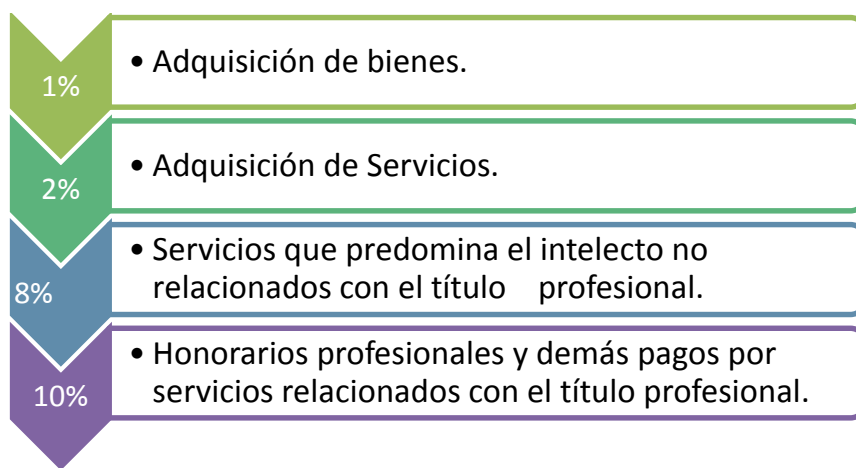 1%
• Adquisición de bienes.
2%
• Adquisición de Servicios.
8%
• Servicios que predomina el intelecto no
relacionados con el título profesional.
10%
• Honorarios profesionales y demás pagos por
servicios relacionados con el título profesional.